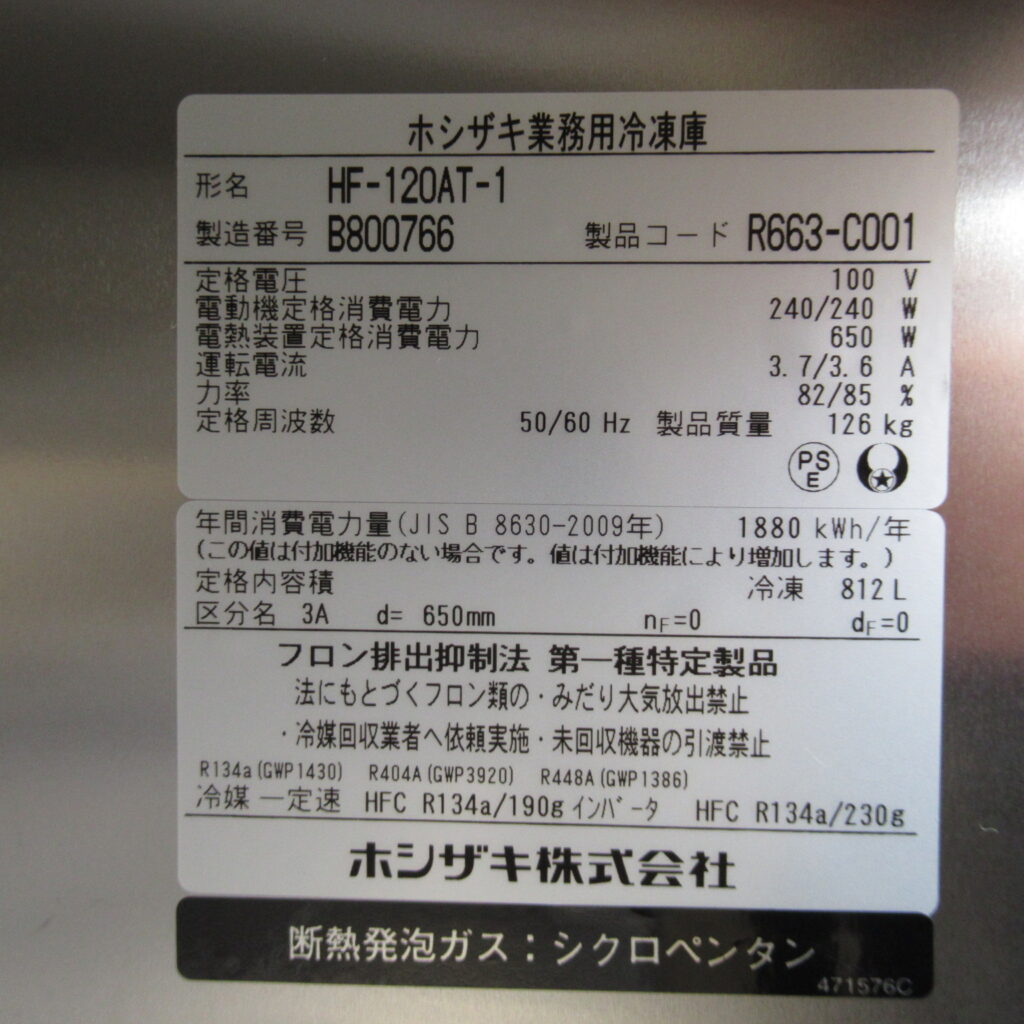 ホシザキ業務用冷凍庫
形名 HF-120AT-1
製造番号 B800766 製品コード R663-C001
定格電圧 100 V
電動機定格消費電力 240/240 W
電熱装置定格消費電力 650 W
運転電流 3.7/3.6 A
力率 82/85 %
定格周波数 50/60 Hz 製品質量 126 kg
PSE
年間消費電力量(JIS B 8630-2009年) 1880 kWh/年
(この値は付加機能のない場合です。値は付加機能により増加します。)
定格内容積 冷凍 812 L
区分名 3A d= 650mm nF=0 dF=0
フロン排出抑制法 第一種特定製品
法にもとづくフロン類の・みだり大気放出禁止
・冷媒回収業者へ依頼実施・未回収機器の引渡禁止
R134a(GWP1430) R404A(GWP3920) R448A(GWP1386)
冷媒 一定速 HFC R134a/190g インバータ HFC R134a/230g
ホシザキ株式会社
断熱発泡ガス：シクロペンタン
471576C